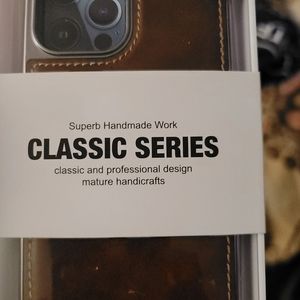 Superb Handmade Work
CLASSIC SERIES
classic and professional design
mature handicrafts